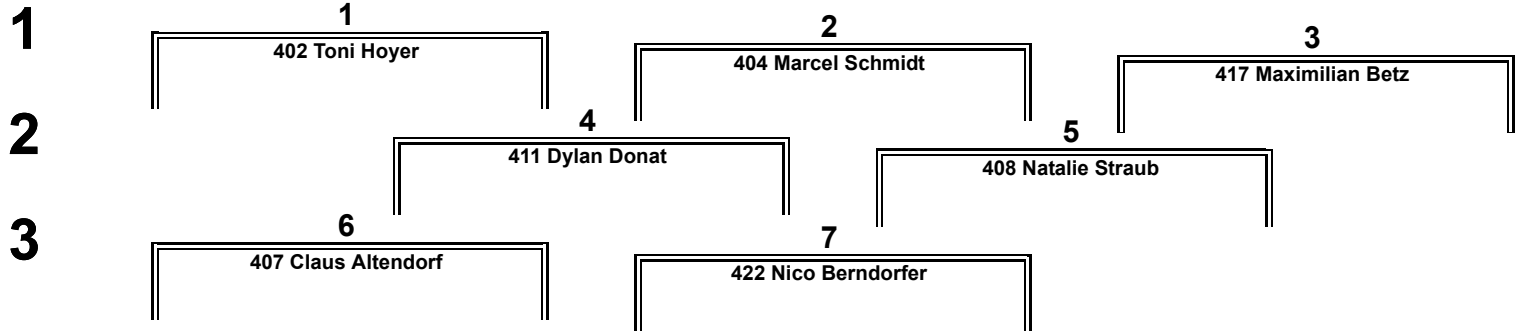 1
1
402 Toni Hoyer
2
404 Marcel Schmidt
3
417 Maximilian Betz
2
4
411 Dylan Donat
5
408 Natalie Straub
3
6
407 Claus Altendorf
7
422 Nico Berndorfer